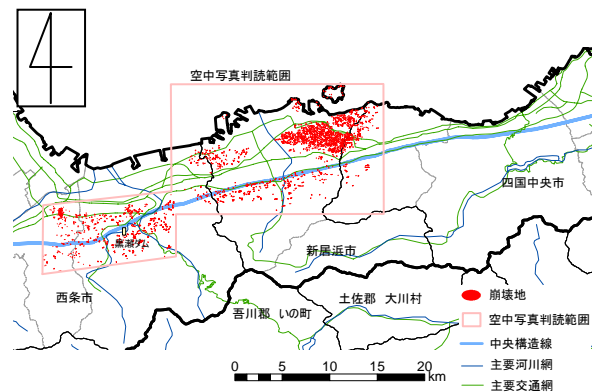 空中写真判読範囲
四国中央市
黒瀬ダム
新居浜市
西条市
吾川郡 いの町
土佐郡 大川村
崩壊地
空中写真判読範囲
中央構造線
主要河川網
主要交通網
0 5 10 15 20
km